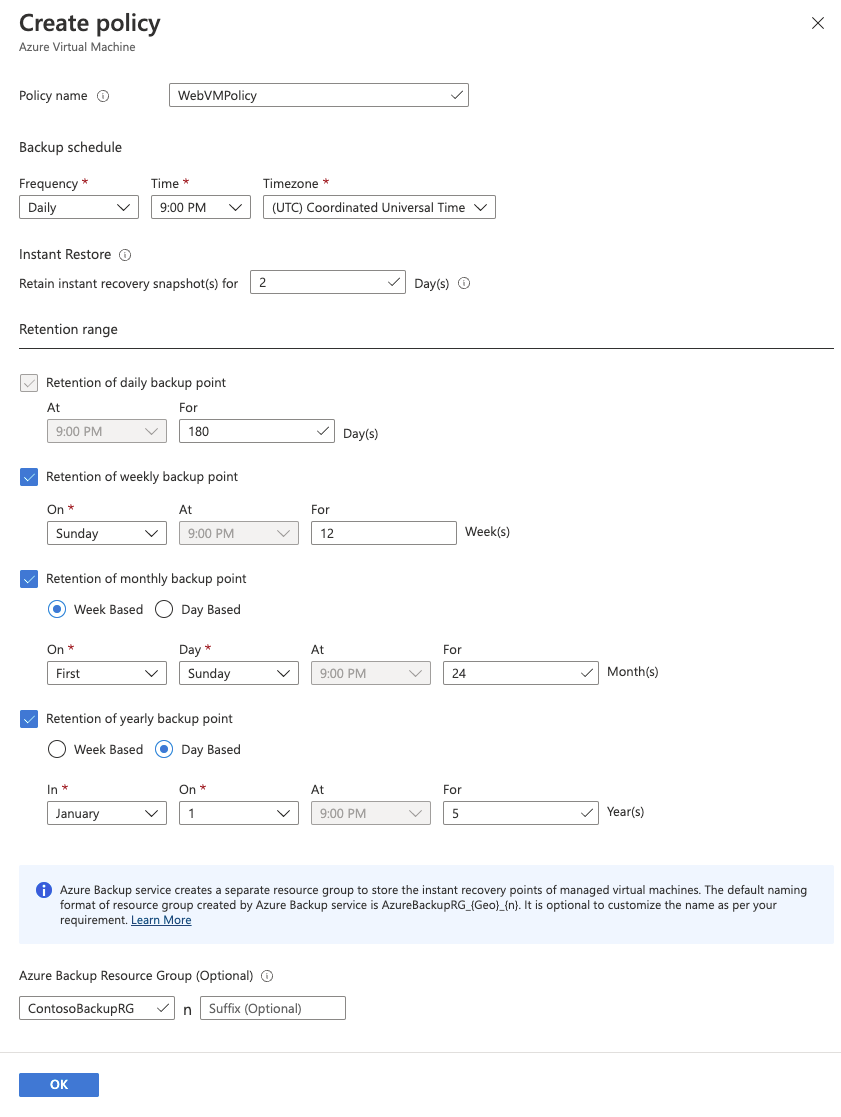 Create policy
Azure Virtual Machine
Policy name WebVMPolicy
Backup schedule
Frequency * Time * Timezone *
Daily 9:00 PM (UTC) Coordinated Universal Time
Instant Restore
Retain instant recovery snapshot(s) for 2 Day(s)
Retention range
Retention of daily backup point
At For
9:00 PM 180 Day(s)
Retention of weekly backup point
On * At For
Sunday 9:00 PM 12 Week(s)
Retention of monthly backup point
Week Based Day Based
On * Day * At For
First Sunday 9:00 PM 24 Month(s)
Retention of yearly backup point
Week Based Day Based
In * On * At For
January 1 9:00 PM 5 Year(s)
Azure Backup service creates a separate resource group to store the instant recovery points of managed virtual machines. The default naming
format of resource group created by Azure Backup service is AzureBackupRG_{Geo}_{n}. It is optional to customize the name as per your
requirement. Learn More
Azure Backup Resource Group (Optional)
ContosoBackupRG n Suffix (Optional)
OK